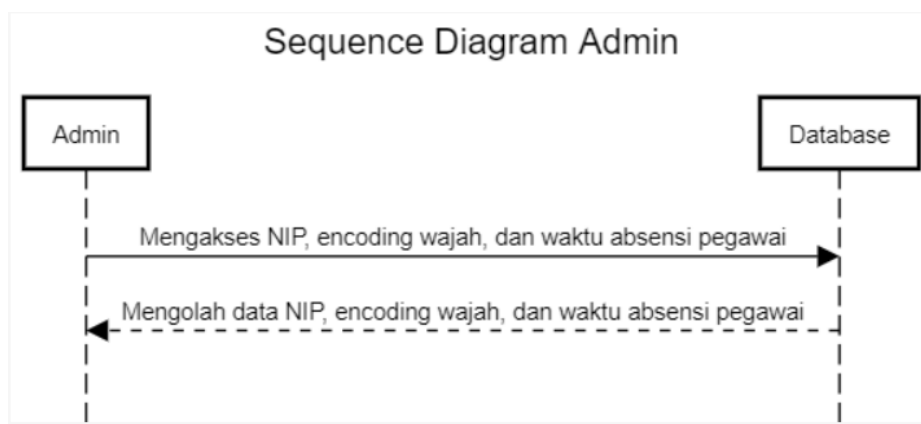 Sequence Diagram Admin
Admin
Database
Mengakses NIP, encoding wajah, dan waktu absensi pegawai
Mengolah data NIP, encoding wajah, dan waktu absensi pegawai